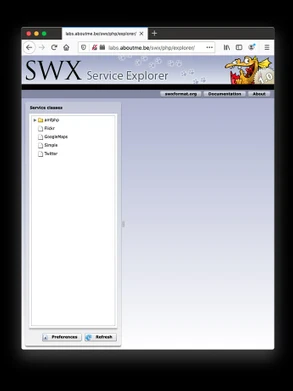 labs.aboutme.be/swx/php/explorer/
labs.aboutme.be/swx/php/explorer/
SWX Service Explorer
swxformat.org Documentation About
Service classes
amfphp
Flickr
GoogleMaps
Simple
Twitter
Preferences Refresh